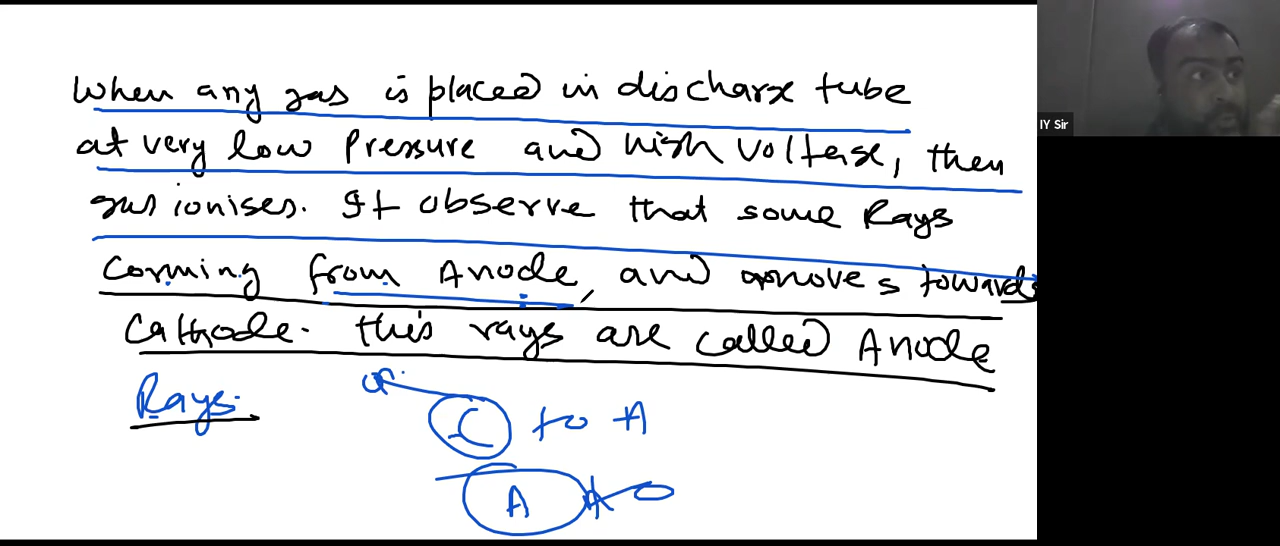 When any gas is placed in discharge tube
at very low Pressure and high voltage, then
gas ionises. It observe that some Rays
Comming from Anode, and moves towards
Cathode. this rays are called Anode
Rays.
C to A
A to
IY Sir